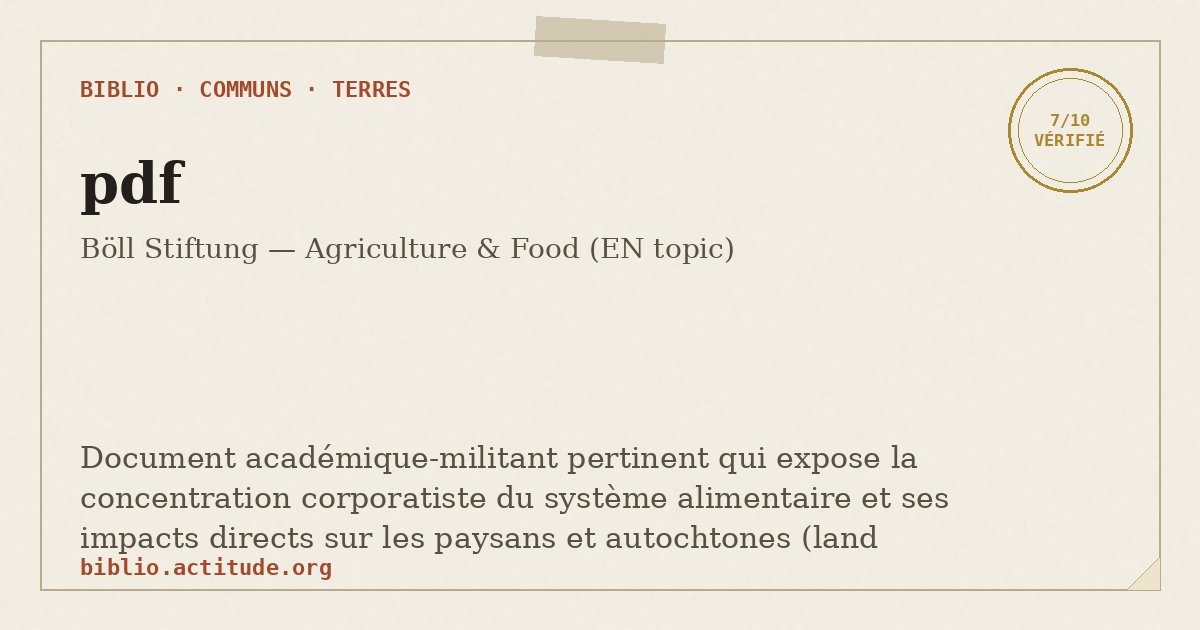 BIBLIO · COMMUNS · TERRES
7/10
VÉRIFIÉ
pdf
Böll Stiftung — Agriculture & Food (EN topic)
Document académique-militant pertinent qui expose la
concentration corporatiste du système alimentaire et ses
impacts directs sur les paysans et autochtones (land
biblio.actitude.org